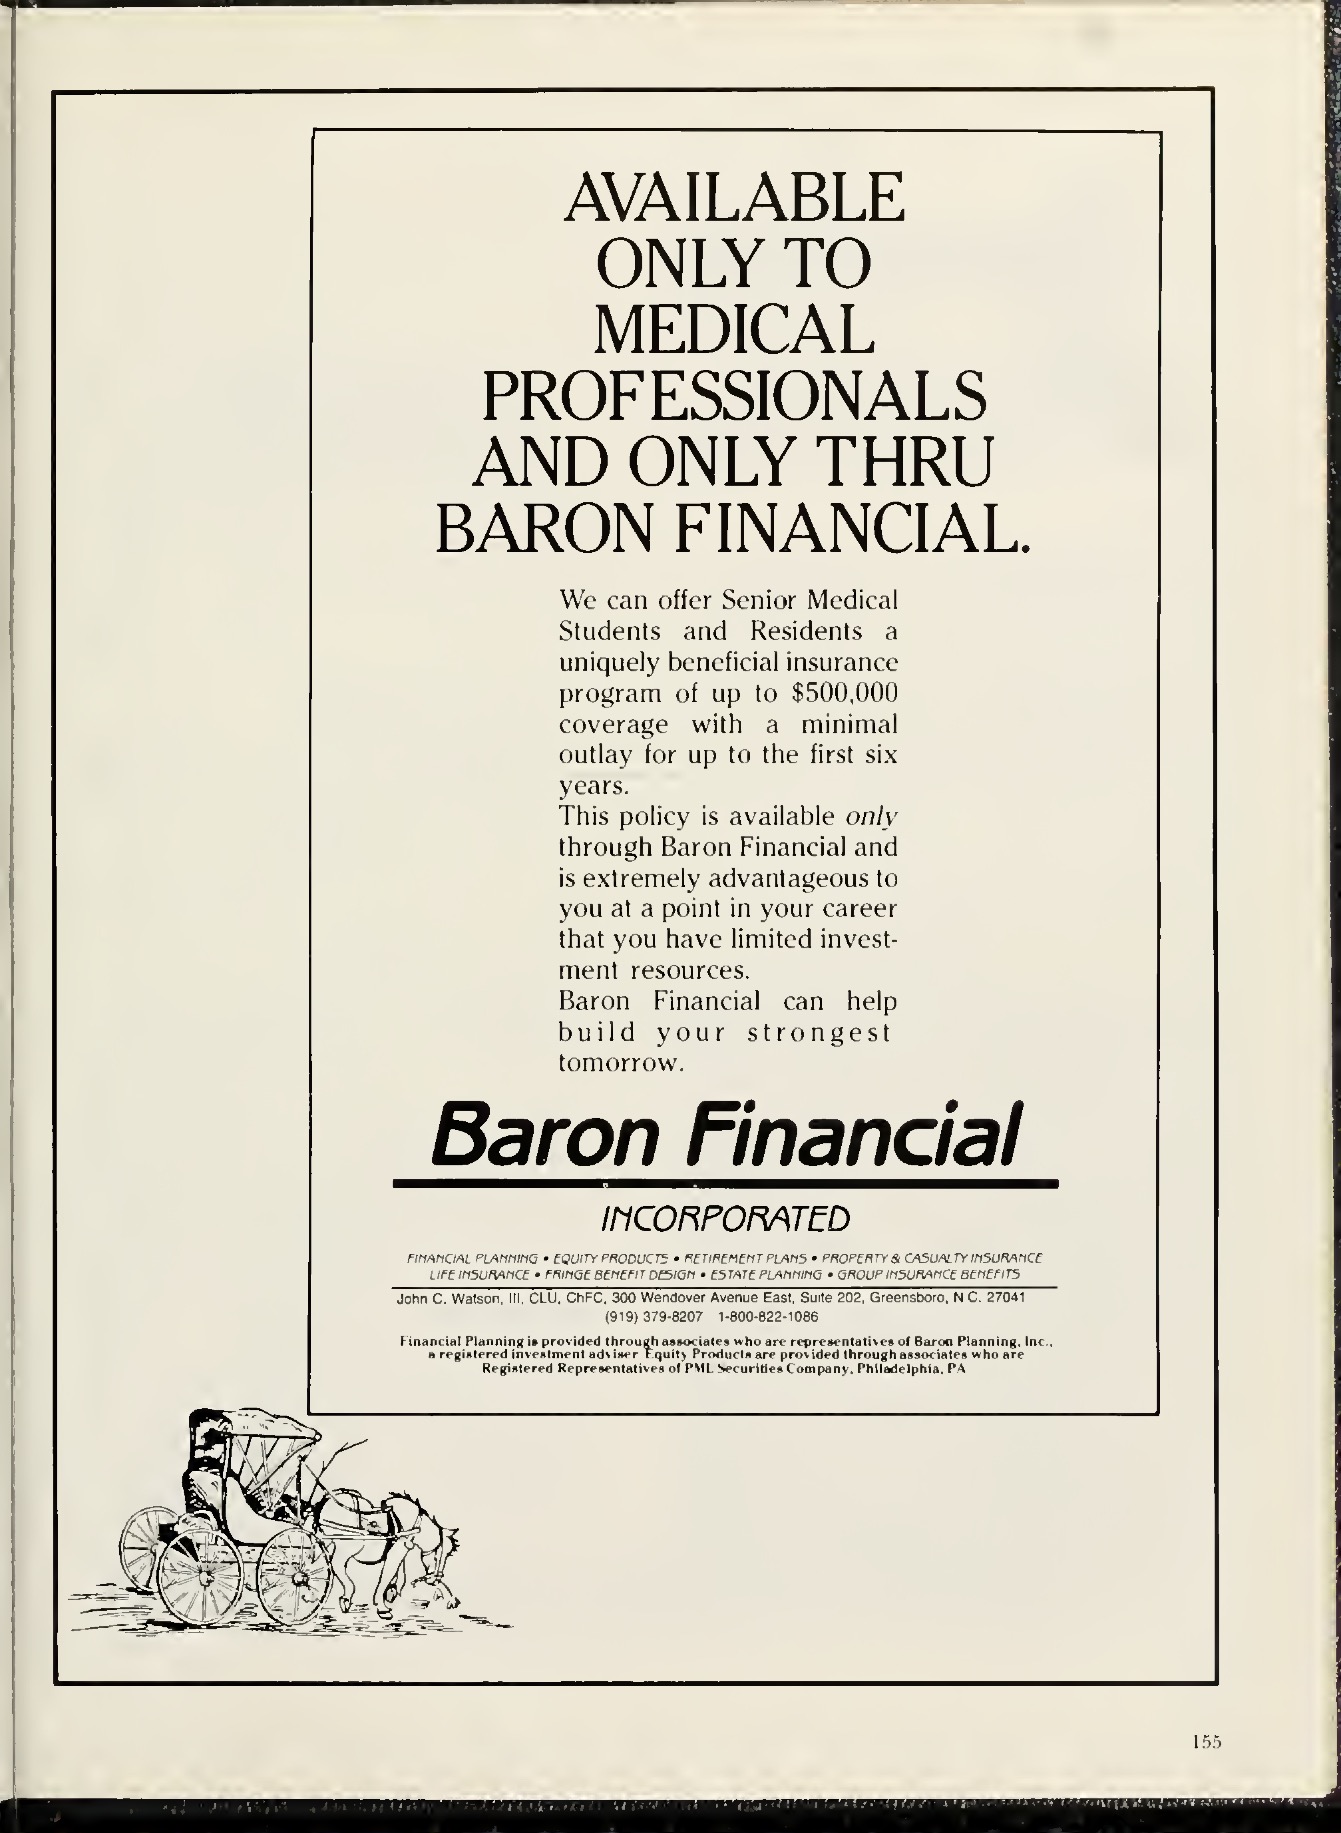 AVAILABLE
ONLY TO
MEDICAL
PROFESSIONALS
AND ONLY THRU
BARON FINANCIAL.
We can offer Senior Medical
Students and Residents a
uniquely beneficial insurance
program of up to $500,000
coverage with a minimal
outlay for up to the first six
years.
This policy is available only
through Baron Financial and
is extremely advantageous to
you at a point in your career
that you have limited invest-
ment resources.
Baron Financial can help
build your strongest
tomorrow.
Baron Financial
INCORPORATED
FINANCIAL PLANNING • EQUITY PRODUCTS • RETIREMENT PLANS • PROPERTY & CASUALTY INSURANCE
LIFE INSURANCE • FRINGE BENEFIT DESIGN • ESTATE PLANNING • GROUP INSURANCE BENEFITS
John C. Watson, III, CLU, ChFC, 300 Wendover Avenue East, Suite 202, Greensboro, N C. 27041
(919) 379-8207 1-800-822-1086
Financial Planning is provided through associates who are representatives of Baron Planning, Inc.,
a registered investment adviser Equity Products are provided through associates who are
Registered Representatives of PML Securities Company, Philadelphia, PA
155